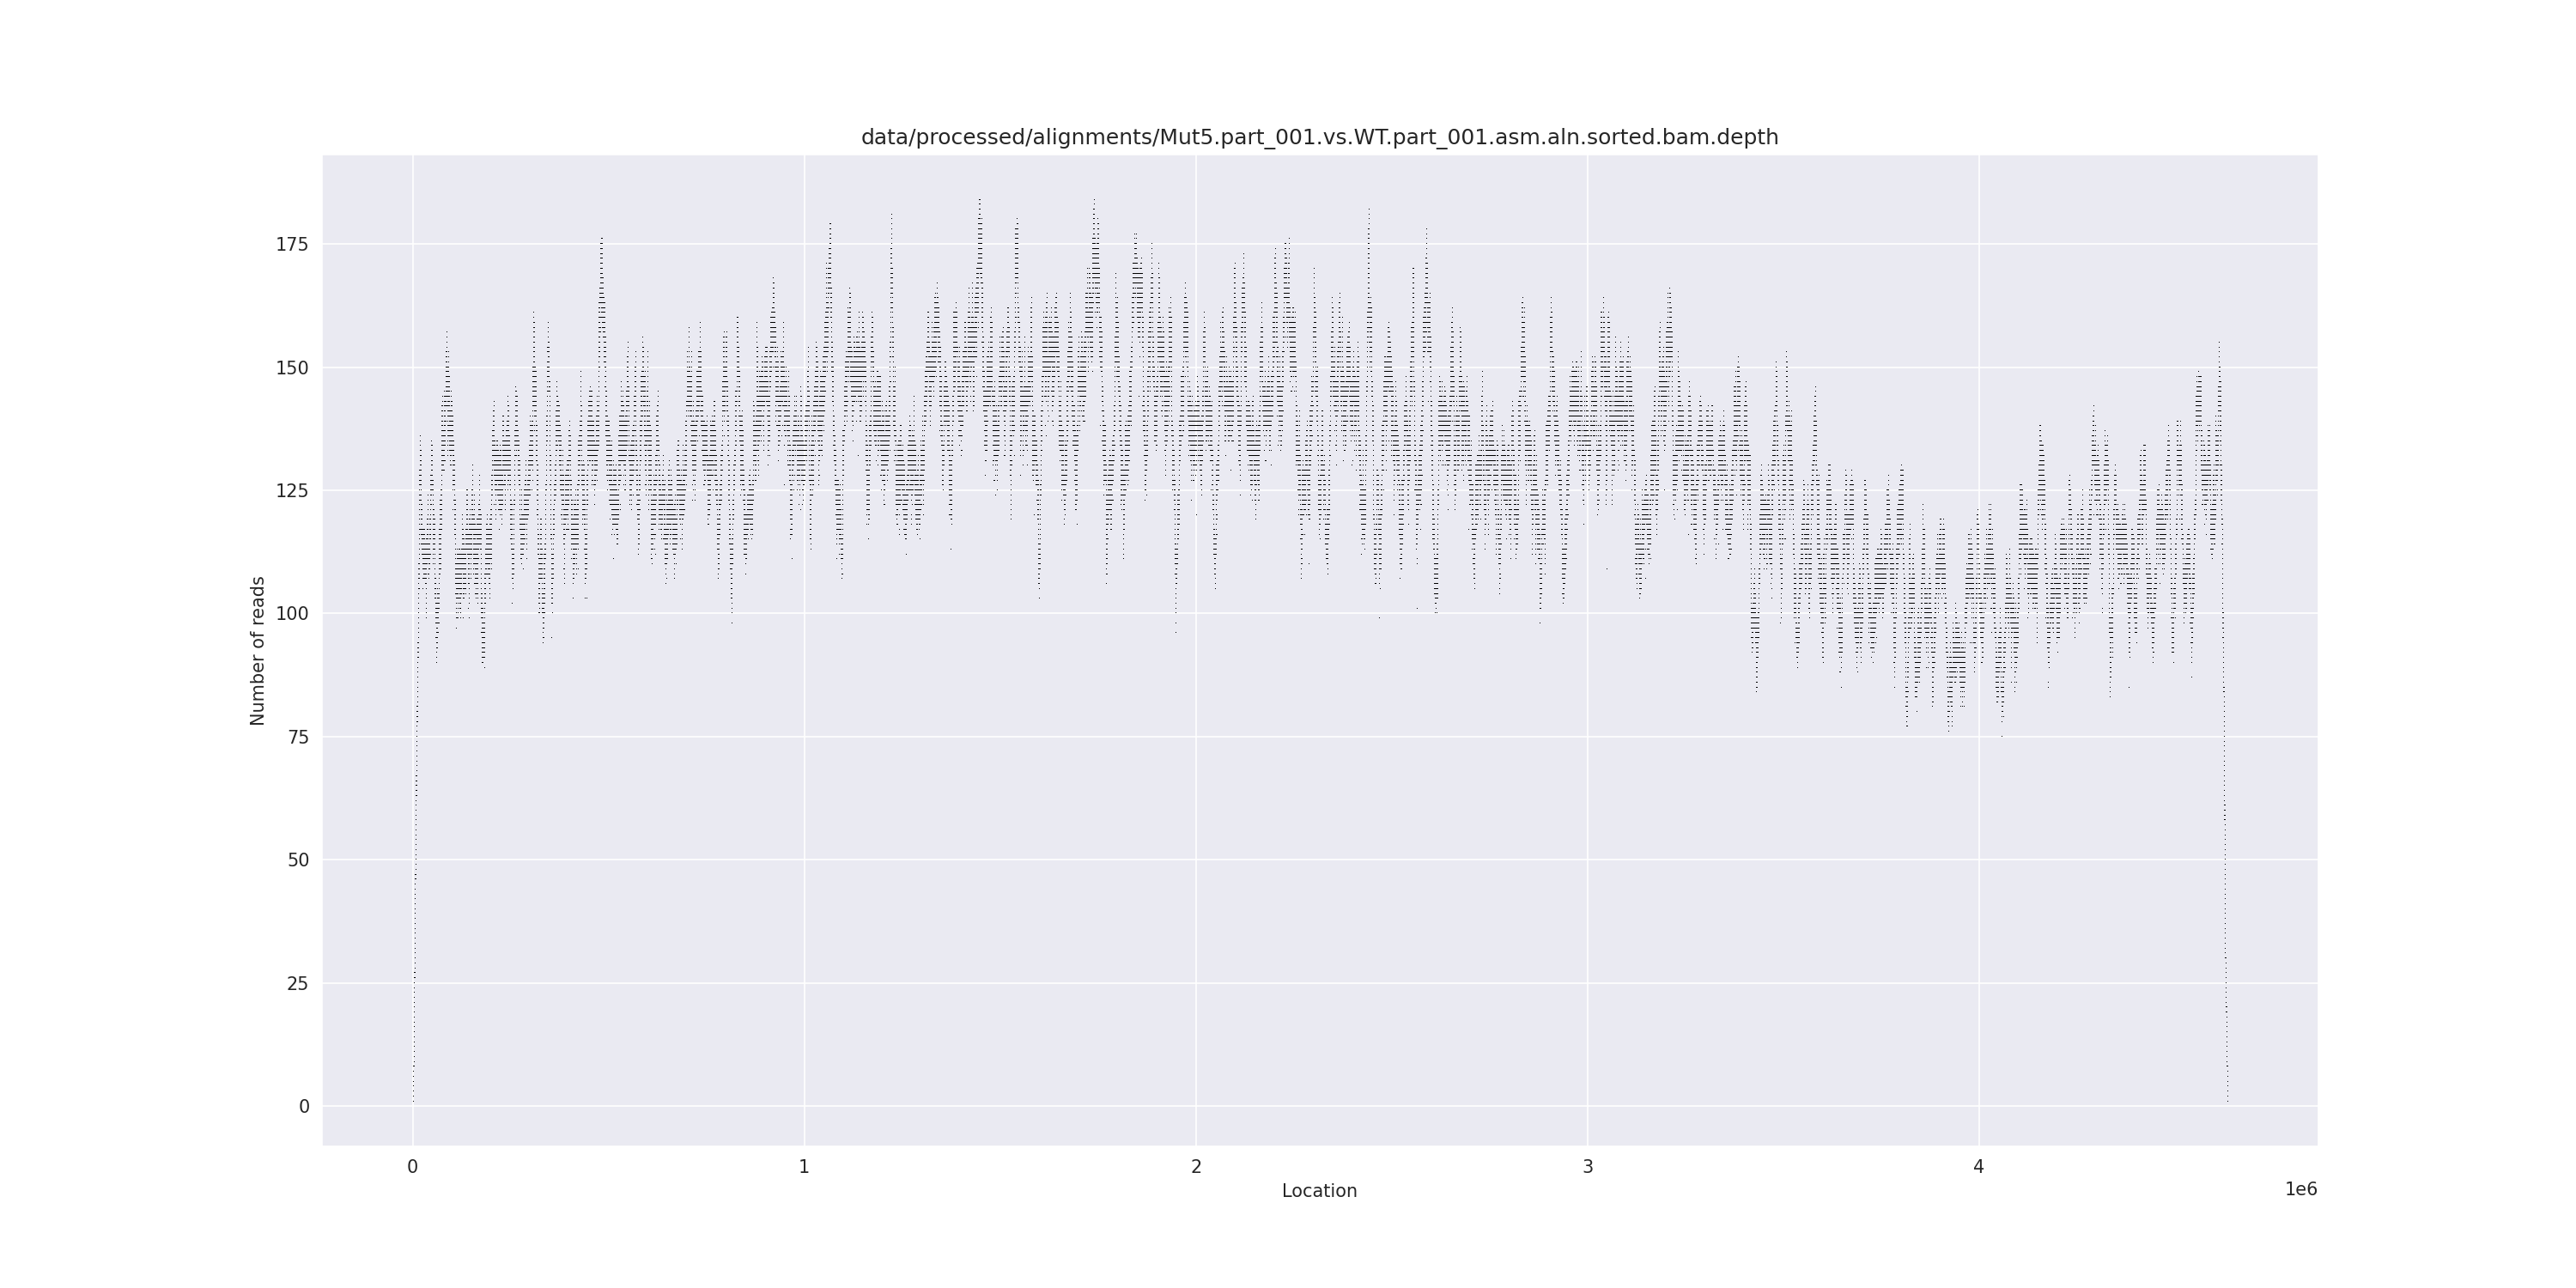 data/processed/alignments/Mut5.part_001.vs.WT.part_001.asm.aln.sorted.bam.depth
Number of reads
175
150
125
100
75
50
25
0
0 1 2 3 4
Location
1e6